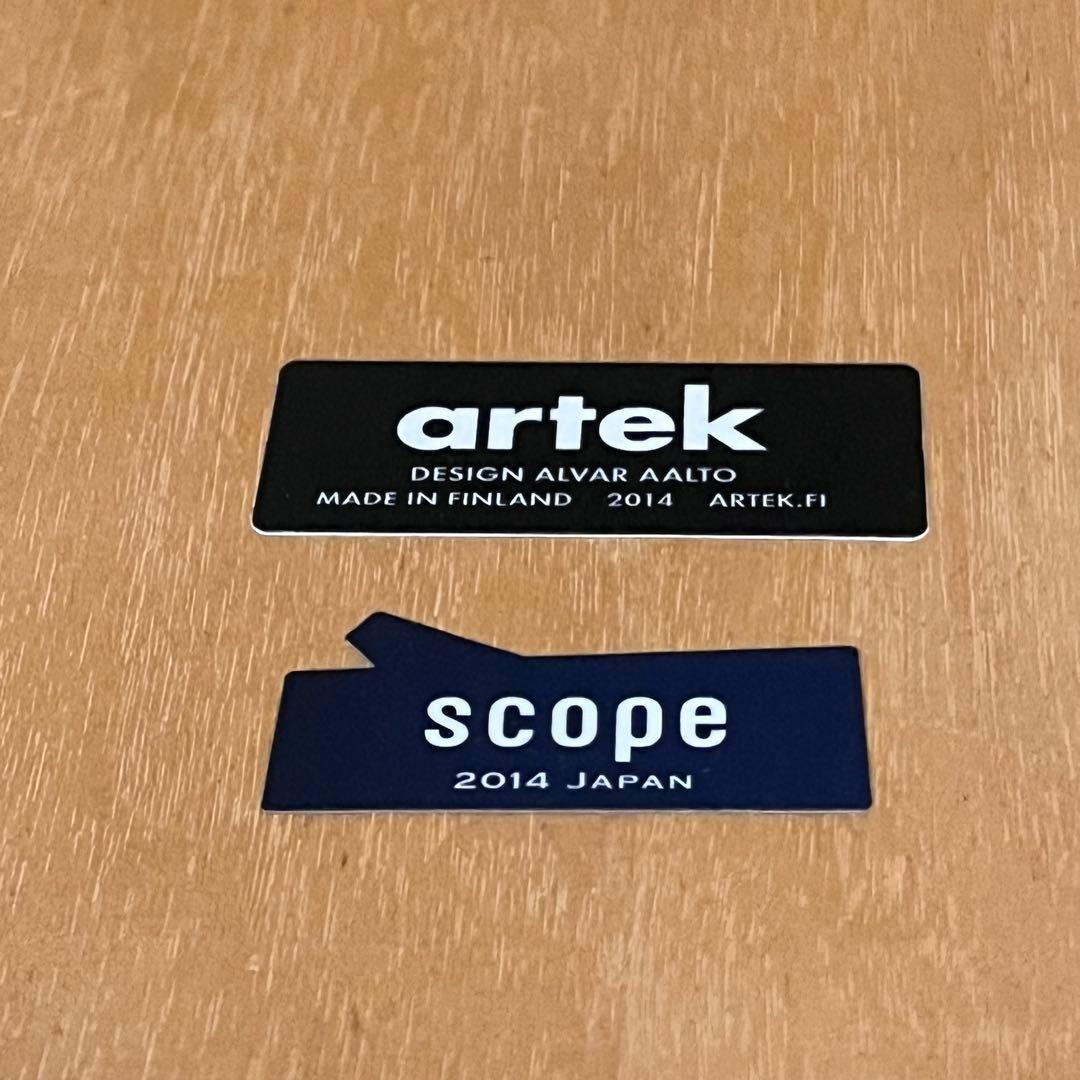 artek
DESIGN ALVAR AALTO
MADE IN FINLAND 2014 ARTEK.FI
scope
2014 JAPAN